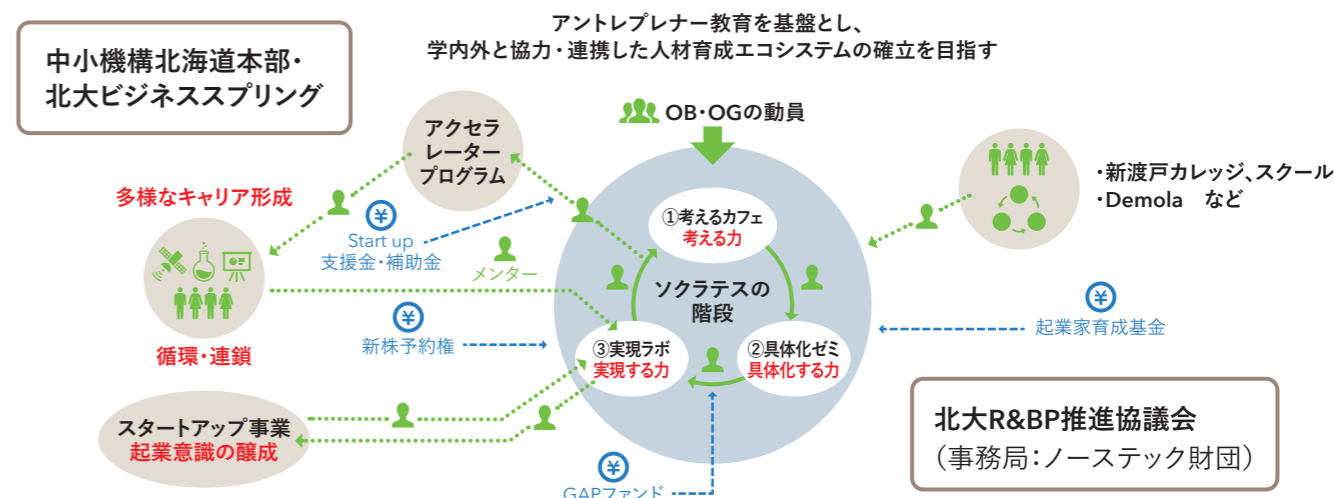 アントレプレナー教育を基盤とし、
学内外と協力・連携した人材育成エコシステムの確立を目指す
中小機構北海道本部・
北大ビジネススプリング
OB・OGの動員
アクセラ
レーター
プログラム
・新渡戸カレッジ、スクール
・Demola　など
多様なキャリア形成
¥
Start up
支援金・補助金
メンター
①考えるカフェ
考える力
ソクラテスの
階段
¥
新株予約権
¥
起業家育成基金
循環・連鎖
③実現ラボ
実現する力
②具体化ゼミ
具体化する力
スタートアップ事業
起業意識の醸成
¥
GAPファンド
北大R&BP推進協議会
（事務局：ノーステック財団）